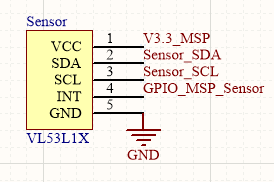 Sensor
VCC 1 V3.3_MSP
SDA 2 Sensor_SDA
SCL 3 Sensor_SCL
INT 4 GPIO_MSP_Sensor
GND 5
VL53L1X
GND